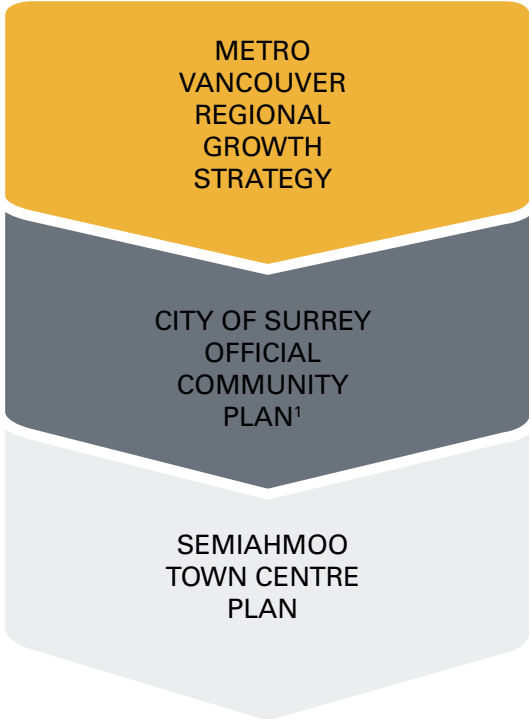 METRO
VANCOUVER
REGIONAL
GROWTH
STRATEGY
CITY OF SURREY
OFFICIAL
COMMUNITY
PLAN¹
SEMIAHMOO
TOWN CENTRE
PLAN